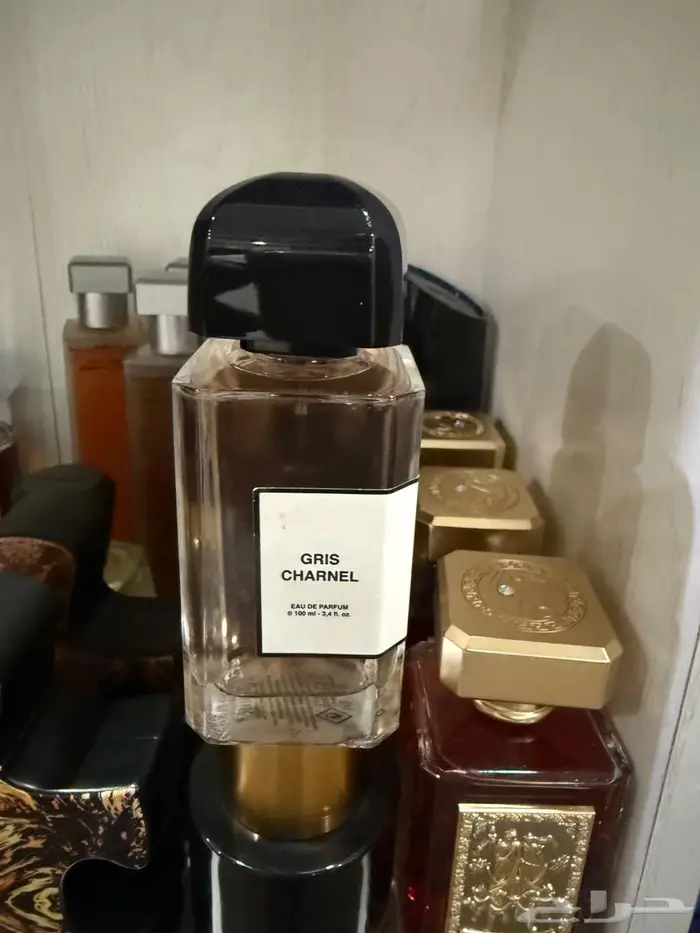 GRIS
CHARNEL
EAU DE PARFUM
℮ 100 ml - 3,4 fl. oz.
حراج